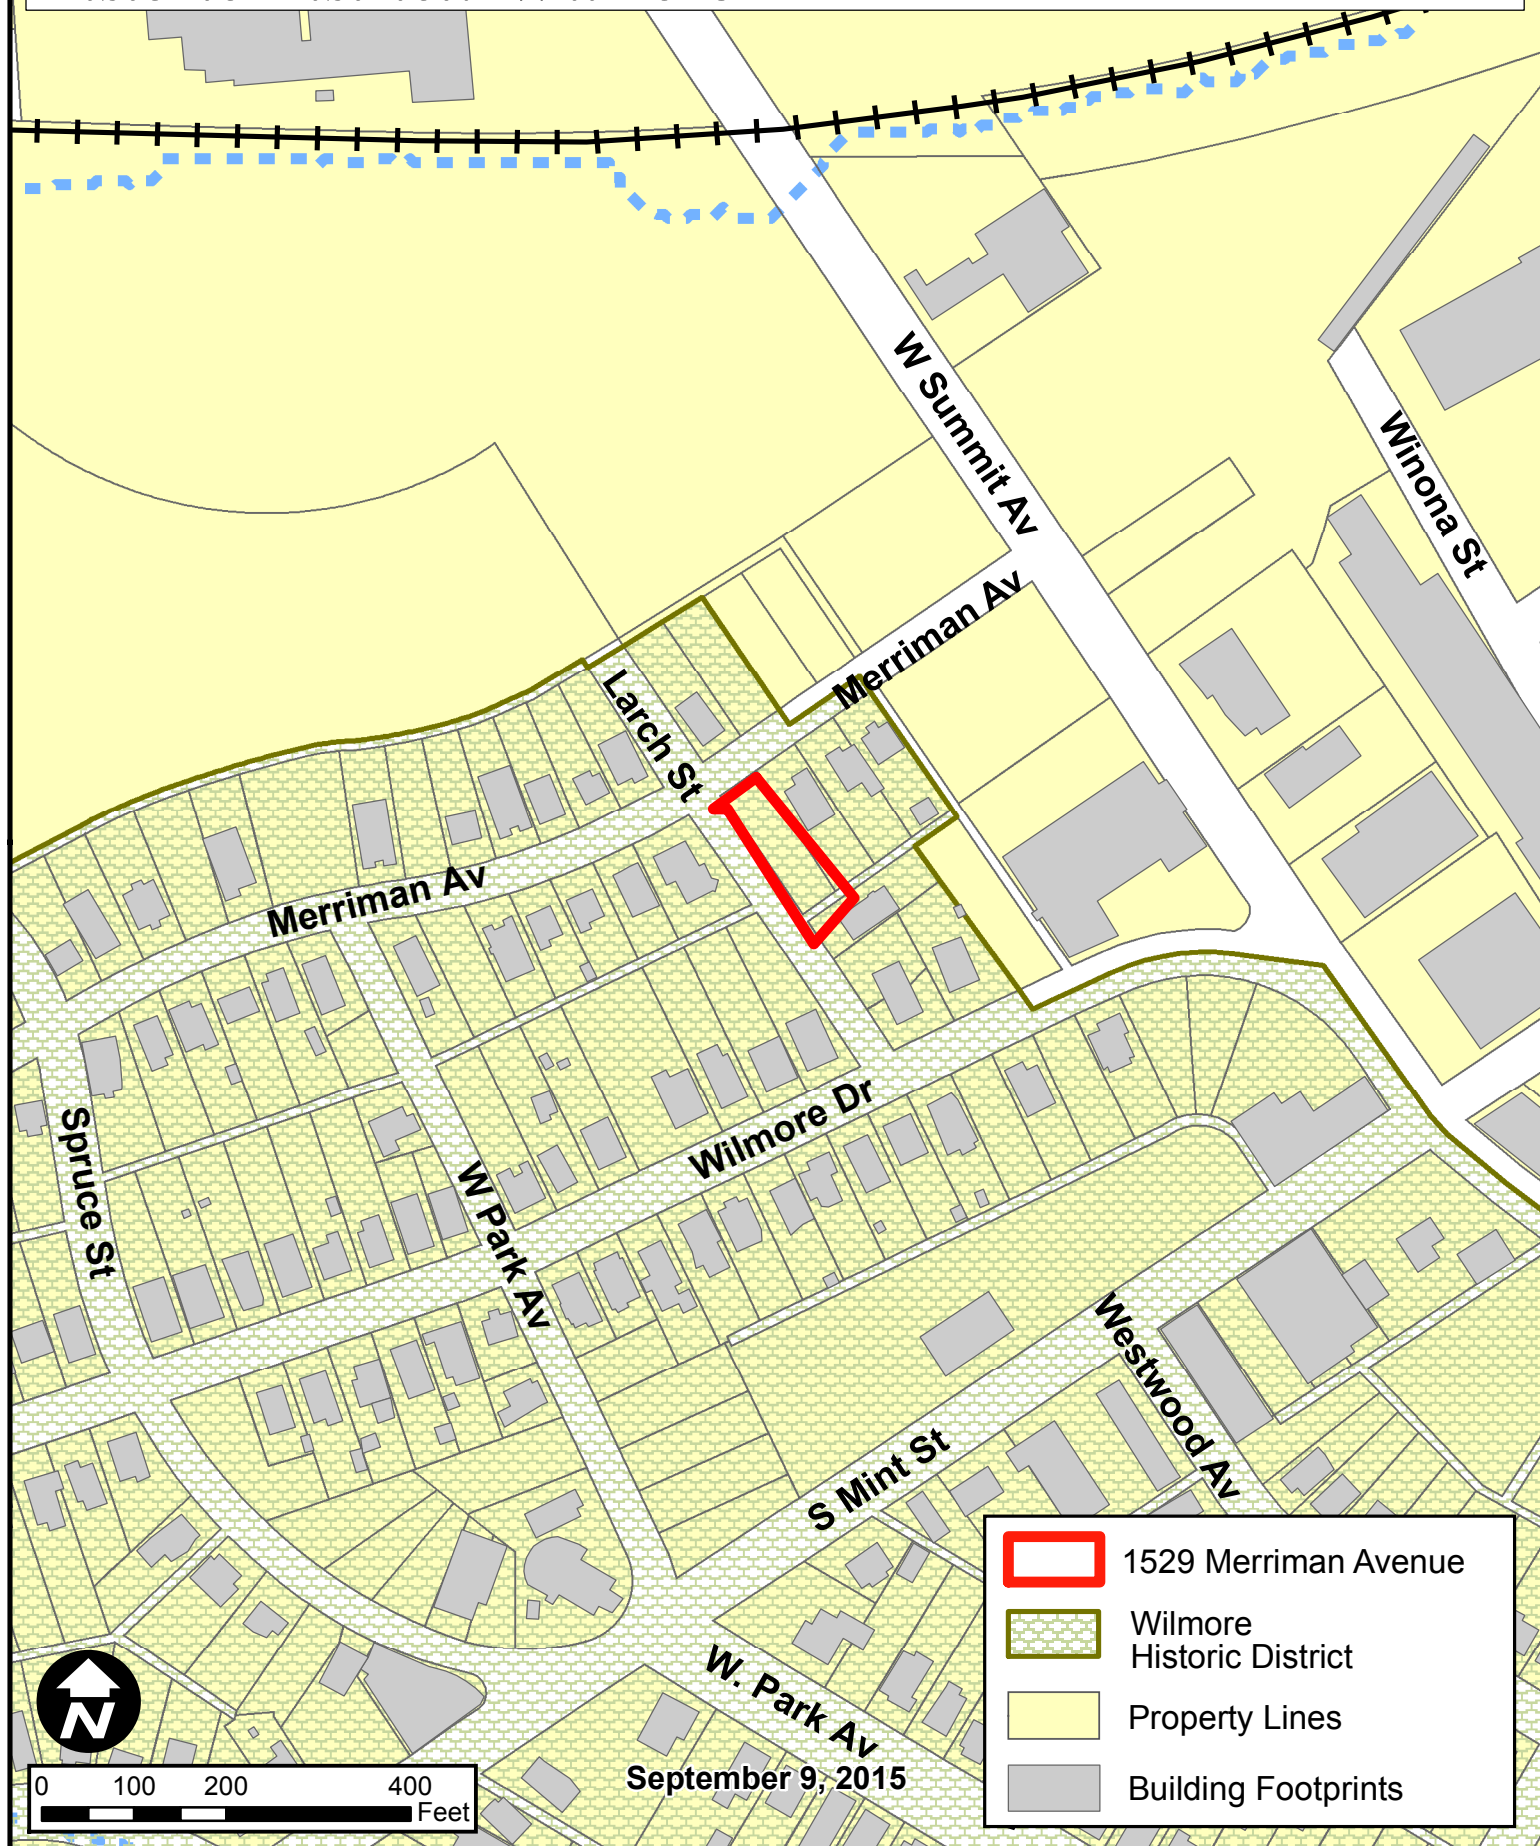 W Summit Av
Winona St
Merriman Av
Larch St
Merriman Av
Spruce St
Wilmore Dr
W Park Av
Westwood Av
S Mint St
W. Park Av
1529 Merriman Avenue
Wilmore
Historic District
Property Lines
Building Footprints
N
0 100 200 400
Feet
September 9, 2015